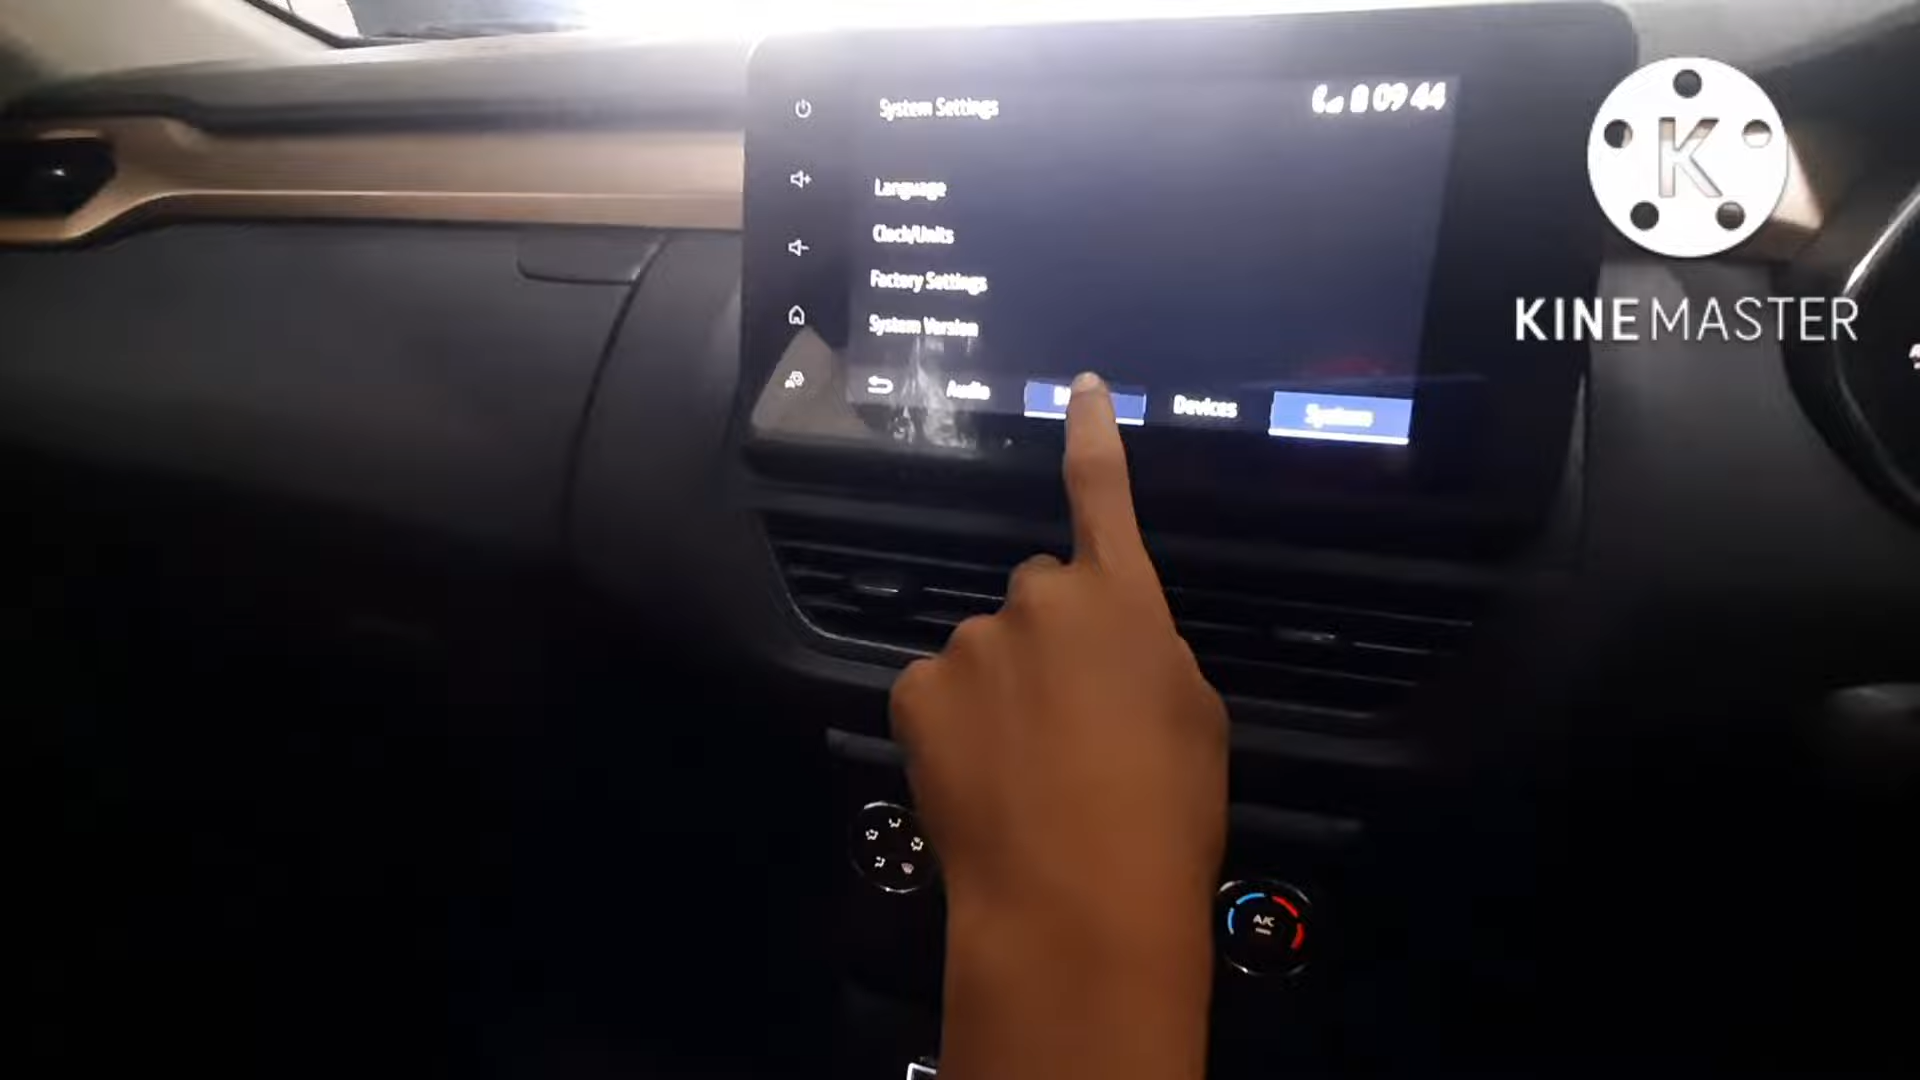 System Settings
09 44
Language
Clock/Units
Factory Settings
System Version
Audio
Devices
System
A/C
K
KINEMASTER